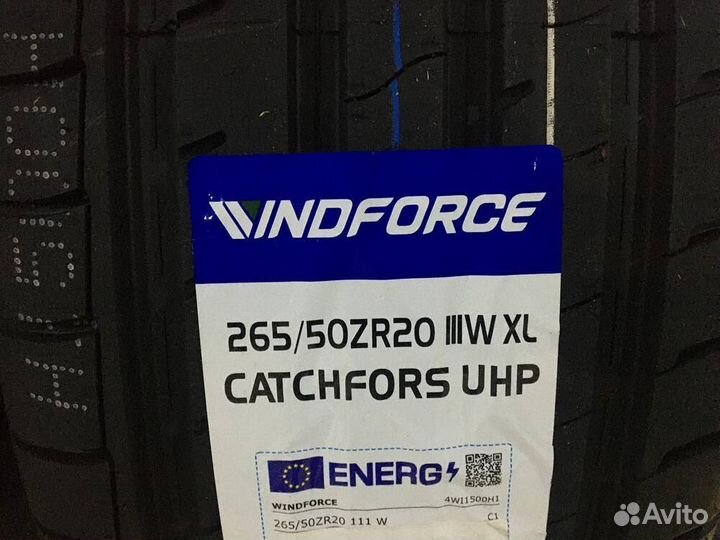 WINDFORCE
265/50ZR20 111W XL
CATCHFORS UHP
ENERG
WINDFORCE
4WI1500H1
265/50ZR20 111 W
C1
Avito